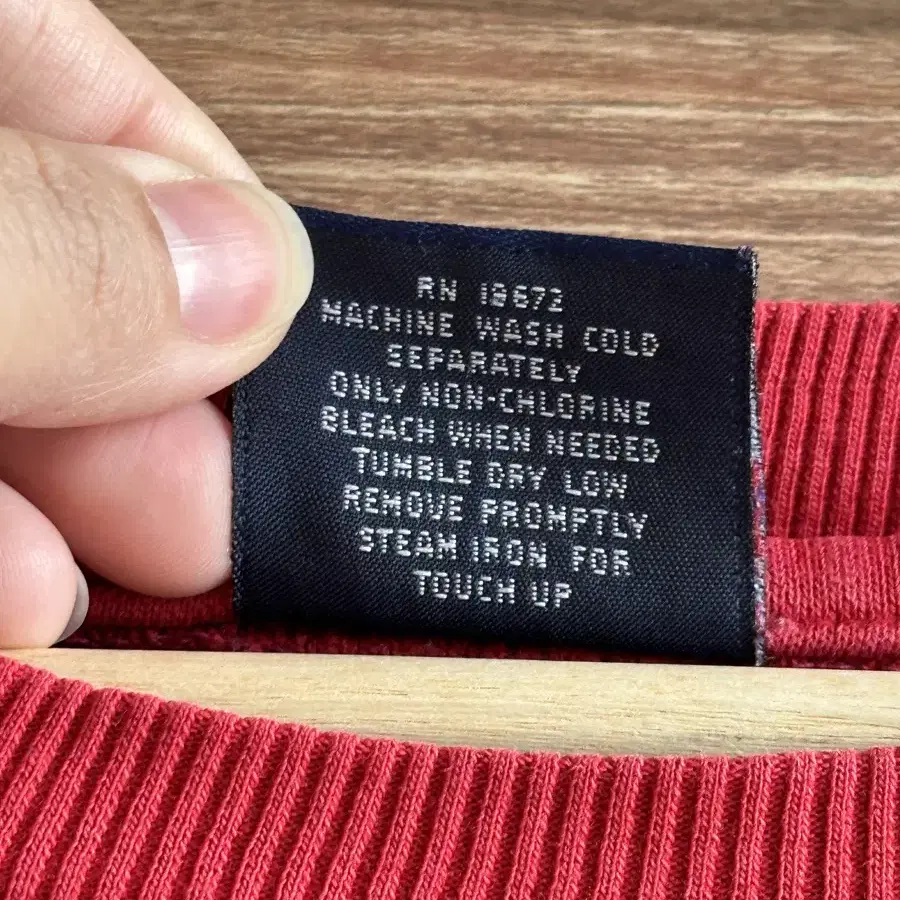 RN 19672
MACHINE WASH COLD
SEPARATELY
ONLY NON-CHLORINE
BLEACH WHEN NEEDED
TUMBLE DRY LOW
REMOVE PROMPTLY
STEAM IRON FOR
TOUCH UP